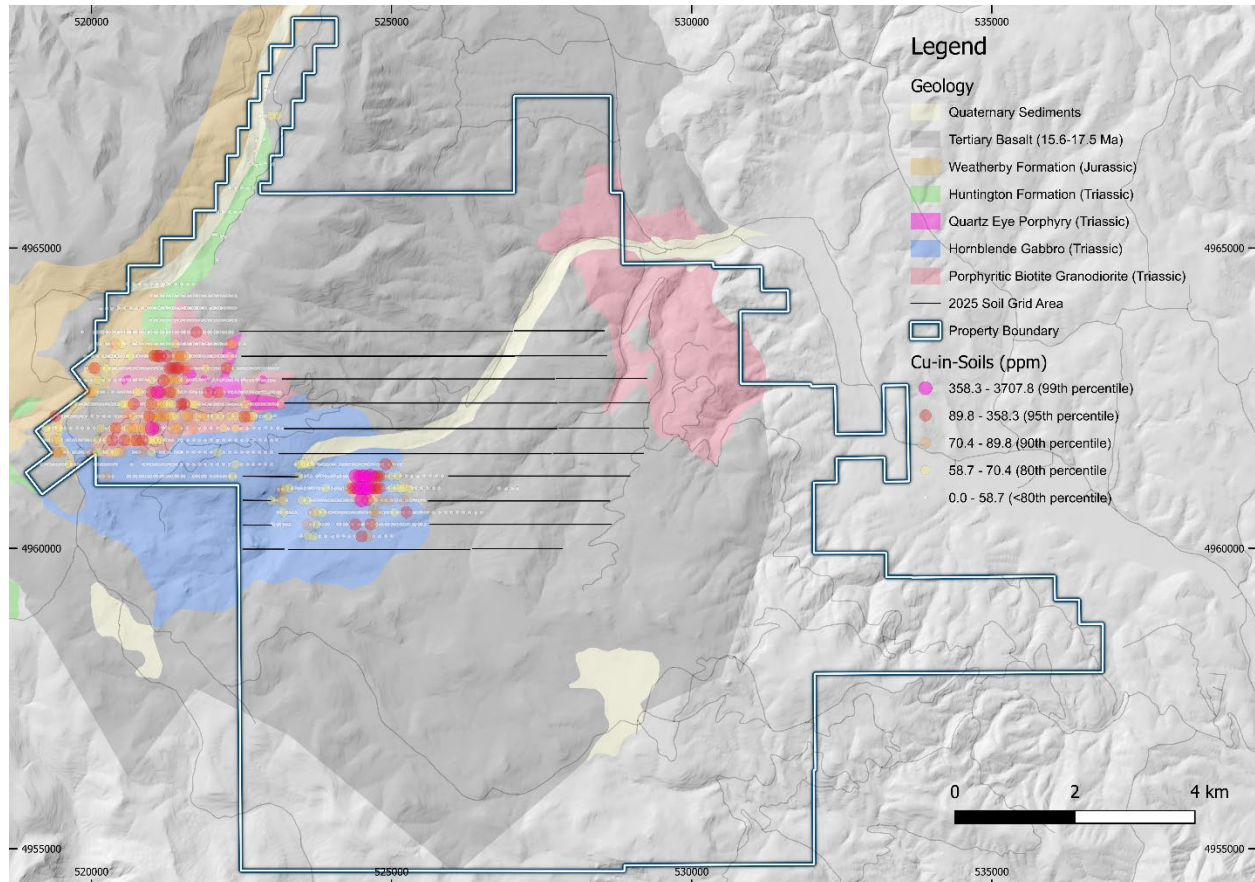 520000 525000 530000 535000
Legend
Geology
Quaternary Sediments
Tertiary Basalt (15.6-17.5 Ma)
Weatherby Formation (Jurassic)
Huntington Formation (Triassic)
Quartz Eye Porphyry (Triassic)
Hornblende Gabbro (Triassic)
Porphyritic Biotite Granodiorite (Triassic)
2025 Soil Grid Area
Property Boundary
Cu-in-Soils (ppm)
358.3 - 3707.8 (99th percentile)
89.8 - 358.3 (95th percentile)
70.4 - 89.8 (90th percentile)
58.7 - 70.4 (80th percentile
0.0 - 58.7 (<80th percentile)
4965000 4965000
4960000 4960000
0 2 4 km
4955000 4955000
520000 525000 530000 535000